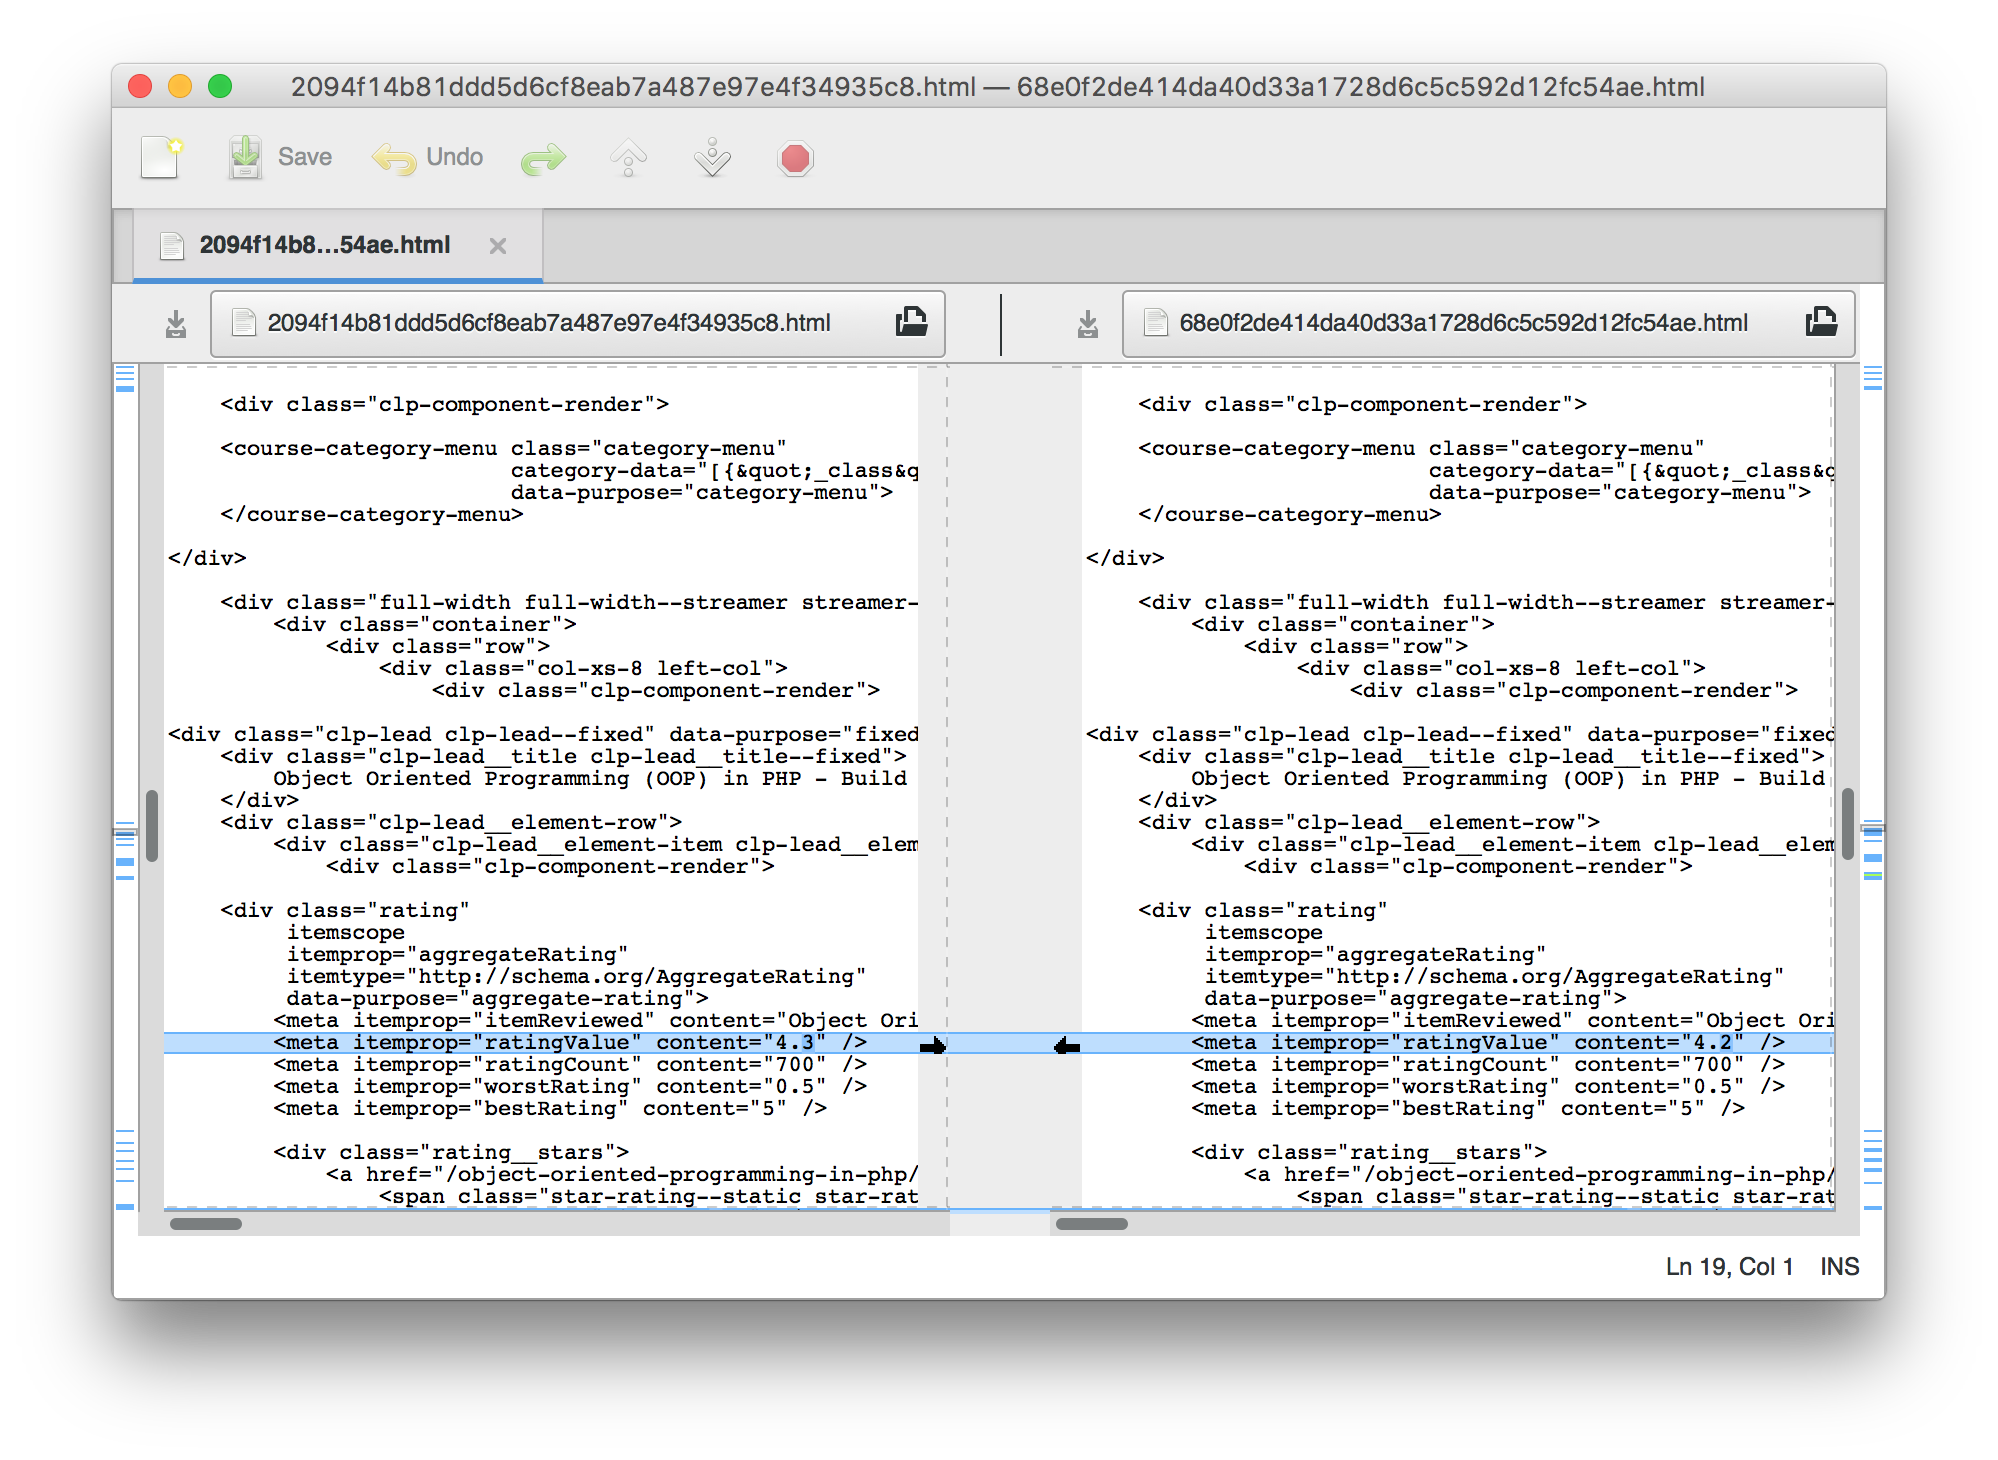 2094f14b81ddd5d6cf8eab7a487e97e4f34935c8.html — 68e0f2de414da40d33a1728d6c5c592d12fc54ae.html
Save Undo
2094f14b8...54ae.html
2094f14b81ddd5d6cf8eab7a487e97e4f34935c8.html
68e0f2de414da40d33a1728d6c5c592d12fc54ae.html
<div class="clp-component-render">
<course-category-menu class="category-menu"
category-data="[{&quot;_class&q
data-purpose="category-menu">
</course-category-menu>
</div>
<div class="full-width full-width--streamer streamer-
<div class="container">
<div class="row">
<div class="col-xs-8 left-col">
<div class="clp-component-render">
<div class="clp-lead clp-lead--fixed" data-purpose="fixed
<div class="clp-lead__title clp-lead__title--fixed">
Object Oriented Programming (OOP) in PHP - Build
</div>
<div class="clp-lead__element-row">
<div class="clp-lead__element-item clp-lead__elem
<div class="clp-component-render">
<div class="rating"
itemscope
itemprop="aggregateRating"
itemtype="http://schema.org/AggregateRating"
data-purpose="aggregate-rating">
<meta itemprop="itemReviewed" content="Object Ori
<meta itemprop="ratingValue" content="4.3" />
<meta itemprop="ratingCount" content="700" />
<meta itemprop="worstRating" content="0.5" />
<meta itemprop="bestRating" content="5" />
<div class="rating__stars">
<a href="/object-oriented-programming-in-php/
<span class="star-rating--static star-rat
<div class="clp-component-render">
<course-category-menu class="category-menu"
category-data="[{&quot;_class&q
data-purpose="category-menu">
</course-category-menu>
</div>
<div class="full-width full-width--streamer streamer-
<div class="container">
<div class="row">
<div class="col-xs-8 left-col">
<div class="clp-component-render">
<div class="clp-lead clp-lead--fixed" data-purpose="fixed
<div class="clp-lead__title clp-lead__title--fixed">
Object Oriented Programming (OOP) in PHP - Build
</div>
<div class="clp-lead__element-row">
<div class="clp-lead__element-item clp-lead__elem
<div class="clp-component-render">
<div class="rating"
itemscope
itemprop="aggregateRating"
itemtype="http://schema.org/AggregateRating"
data-purpose="aggregate-rating">
<meta itemprop="itemReviewed" content="Object Ori
<meta itemprop="ratingValue" content="4.2" />
<meta itemprop="ratingCount" content="700" />
<meta itemprop="worstRating" content="0.5" />
<meta itemprop="bestRating" content="5" />
<div class="rating__stars">
<a href="/object-oriented-programming-in-php/
<span class="star-rating--static star-rat
Ln 19, Col 1 INS